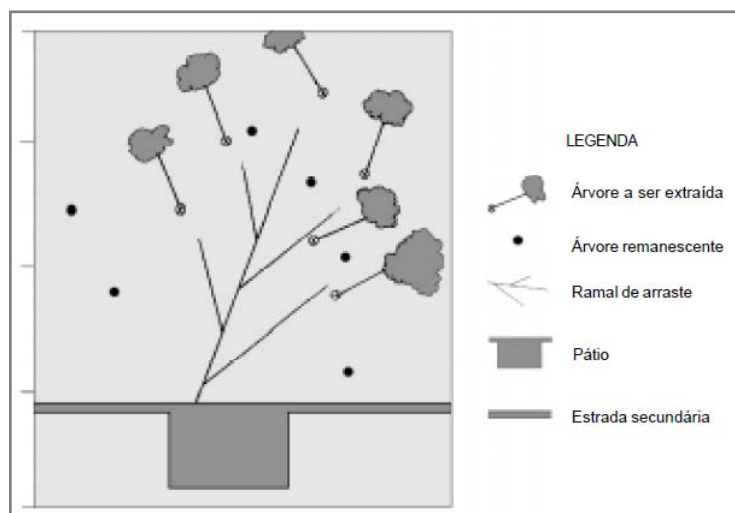 LEGENDA
Árvore a ser extraída
Árvore remanescente
Ramal de arraste
Pátio
Estrada secundária